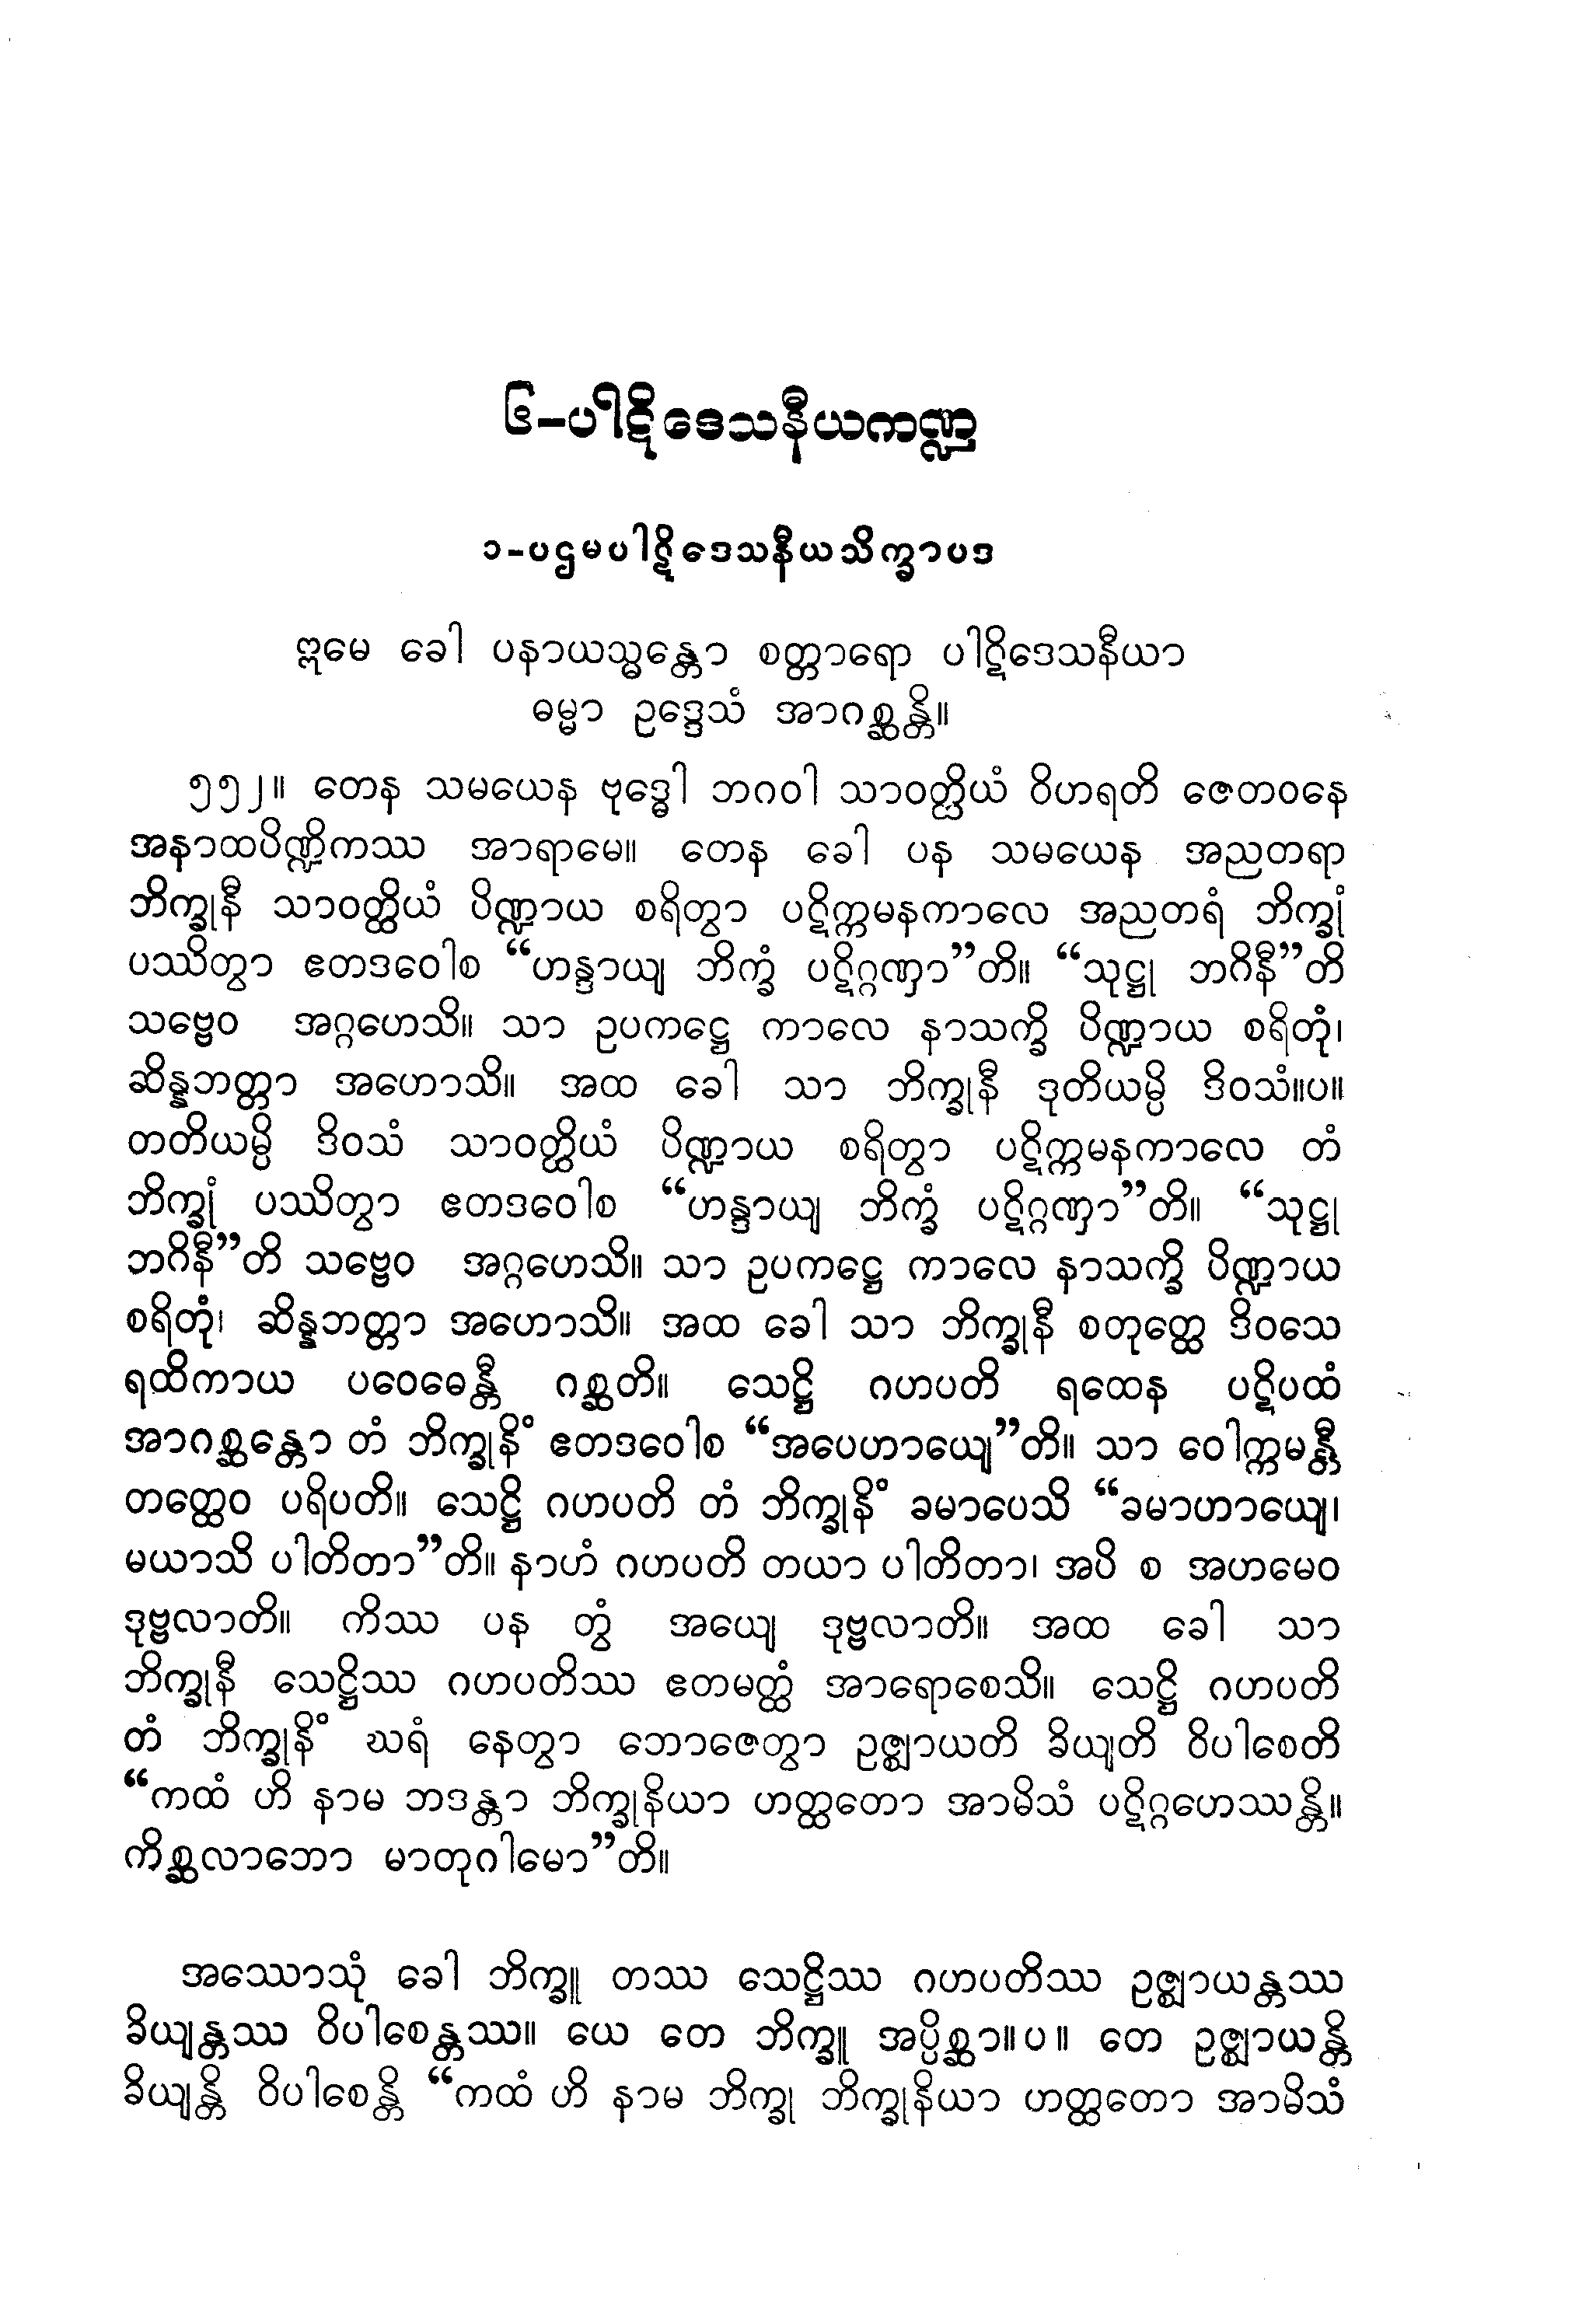 ၆-ပါဋိဒေသနီယကဏ္ဍ
၁-ပဌမပါဋိဒေသနီယသိက္ခာပဒ
ဣမေ ခေါ ပနာယသ္မန္တော စတ္တာရော ပါဋိဒေသနီယာ
ဓမ္မာ ဥဒ္ဒေသံ အာဂစ္ဆန္တိ။
၅၅၂။ တေန သမယေန ဗုဒ္ဓေါ ဘဂဝါ သာဝတ္ထိယံ ဝိဟရတိ ဇေတဝနေ
အနာထပိဏ္ဍိကဿ အာရာမေ။ တေန ခေါ ပန သမယေန အညတရာ
ဘိက္ခုနီ သာဝတ္ထိယံ ပိဏ္ဍာယ စရိတွာ ပဋိက္ကမနကာလေ အညတရံ ဘိက္ခုံ
ပဿိတွာ ဧတဒဝေါစ “ဟန္ဒာယျ ဘိက္ခံ ပဋိဂ္ဂဏှာ”တိ။ “သုဋ္ဌု ဘဂိနီ”တိ
သဗ္ဗေဝ အဂ္ဂဟေသိ။ သာ ဥပကဋ္ဌေ ကာလေ နာသက္ခိ ပိဏ္ဍာယ စရိတုံ၊
ဆိန္နဘတ္တာ အဟောသိ။ အထ ခေါ သာ ဘိက္ခုနီ ဒုတိယမ္ပိ ဒိဝသံ။ပ။
တတိယမ္ပိ ဒိဝသံ သာဝတ္ထိယံ ပိဏ္ဍာယ စရိတွာ ပဋိက္ကမနကာလေ တံ
ဘိက္ခုံ ပဿိတွာ ဧတဒဝေါစ “ဟန္ဒာယျ ဘိက္ခံ ပဋိဂ္ဂဏှာ”တိ။ “သုဋ္ဌု
ဘဂိနီ”တိ သဗ္ဗေဝ အဂ္ဂဟေသိ။ သာ ဥပကဋ္ဌေ ကာလေ နာသက္ခိ ပိဏ္ဍာယ
စရိတုံ၊ ဆိန္နဘတ္တာ အဟောသိ။ အထ ခေါ သာ ဘိက္ခုနီ စတုတ္ထေ ဒိဝသေ
ရထိကာယ ပဝေဓေန္တီ ဂစ္ဆတိ။ သေဋ္ဌိ ဂဟပတိ ရထေန ပဋိပထံ
အာဂစ္ဆန္တော တံ ဘိက္ခုနိံ ဧတဒဝေါစ “အပေဟာယျေ”တိ။ သာ ဝေါက္ကမန္တီ
တတ္ထေဝ ပရိပတိ။ သေဋ္ဌိ ဂဟပတိ တံ ဘိက္ခုနိံ ခမာပေသိ “ခမာဟာယျေ၊
မယာသိ ပါတိတာ”တိ။ နာဟံ ဂဟပတိ တယာ ပါတိတာ၊ အပိ စ အဟမေဝ
ဒုဗ္ဗလာတိ။ ကိဿ ပန တွံ အယျေ ဒုဗ္ဗလာတိ။ အထ ခေါ သာ
ဘိက္ခုနီ သေဋ္ဌိဿ ဂဟပတိဿ ဧတမတ္ထံ အာရောစေသိ။ သေဋ္ဌိ ဂဟပတိ
တံ ဘိက္ခုနိံ ဃရံ နေတွာ ဘောဇေတွာ ဥဇ္ဈာယတိ ခိယျတိ ဝိပါစေတိ
“ကထံ ဟိ နာမ ဘဒန္တာ ဘိက္ခုနိယာ ဟတ္ထတော အာမိသံ ပဋိဂ္ဂဟေဿန္တိ။
ကိစ္ဆလာဘော မာတုဂါမော”တိ။
အဿောသုံ ခေါ ဘိက္ခူ တဿ သေဋ္ဌိဿ ဂဟပတိဿ ဥဇ္ဈာယန္တဿ
ခိယျန္တဿ ဝိပါစေန္တဿ။ ယေ တေ ဘိက္ခူ အပ္ပိစ္ဆာ။ပ။ တေ ဥဇ္ဈာယန္တိ
ခိယျန္တိ ဝိပါစေန္တိ “ကထံ ဟိ နာမ ဘိက္ခု ဘိက္ခုနိယာ ဟတ္ထတော အာမိသံ